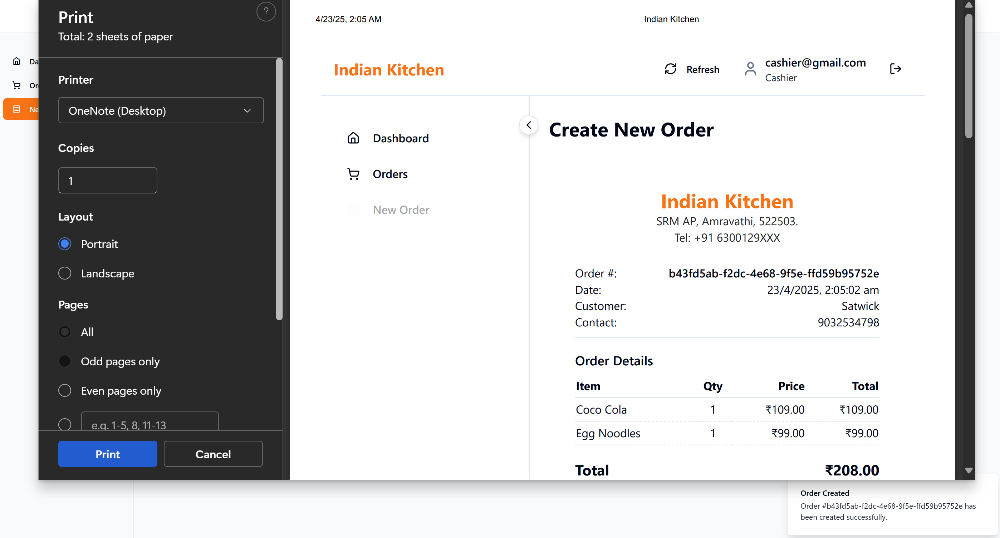 Print
?
Total: 2 sheets of paper
Printer
OneNote (Desktop)
Copies
1
Layout
Portrait
Landscape
Pages
All
Odd pages only
Even pages only
e.g. 1-5, 8, 11-13
Print
Cancel
Da
Or
Ne
4/23/25, 2:05 AM
Indian Kitchen
Indian Kitchen
Refresh
cashier@gmail.com
Cashier
Dashboard
Orders
New Order
Create New Order
Indian Kitchen
SRM AP, Amravathi, 522503.
Tel: +91 6300129XXX
Order #: b43fd5ab-f2dc-4e68-9f5e-ffd59b95752e
Date: 23/4/2025, 2:05:02 am
Customer: Satwick
Contact: 9032534798
Order Details
Item Qty Price Total
Coco Cola 1 ₹109.00 ₹109.00
Egg Noodles 1 ₹99.00 ₹99.00
Total ₹208.00
Order Created
Order #b43fd5ab-f2dc-4e68-9f5e-ffd59b95752e has
been created successfully.